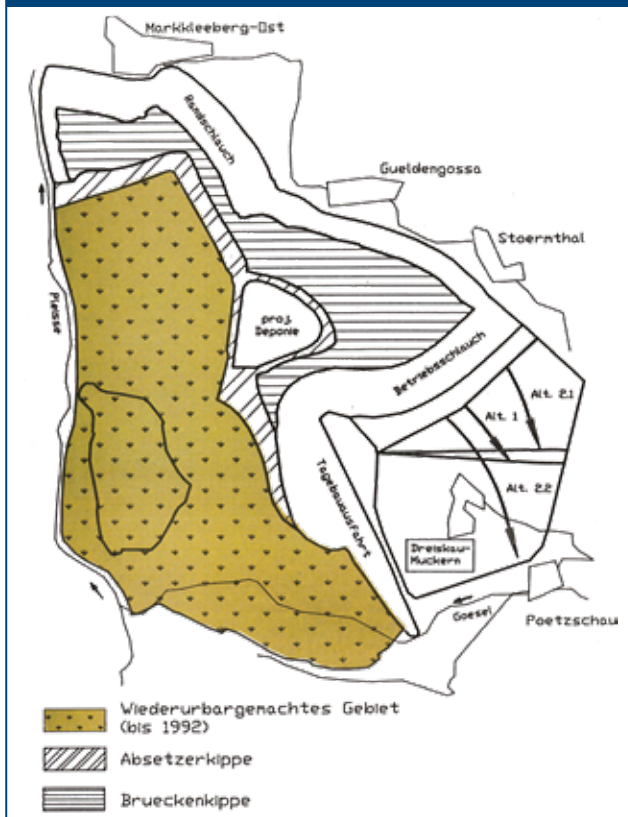 Markkleeberg-Ost
Randschlauch
Gueldengossa
Stoermthal
Pleisse
proj.
Deponie
Betriebsschlauch
Alt. 2.1
Alt. 1
Alt. 2.2
Tagebauausfahrt
Dreiskau-
Muckern
Goesel
Poetzschau
Wiederurbargemachtes Gebiet
(bis 1992)
Absetzerkippe
Brueckenkippe